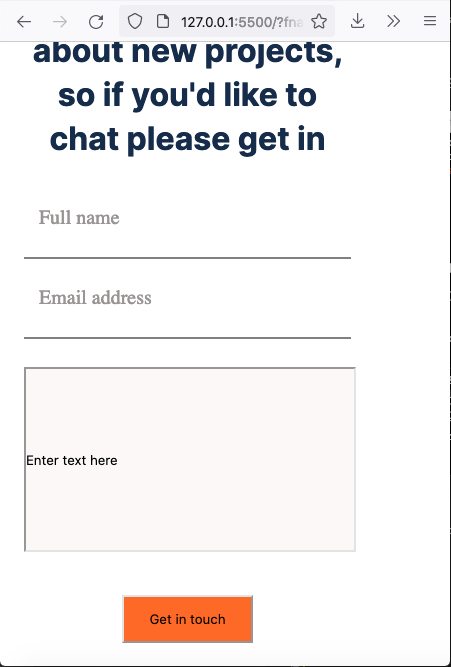 127.0.0.1:5500/?fna
about new projects,
so if you'd like to
chat please get in
Full name
Email address
Enter text here
Get in touch